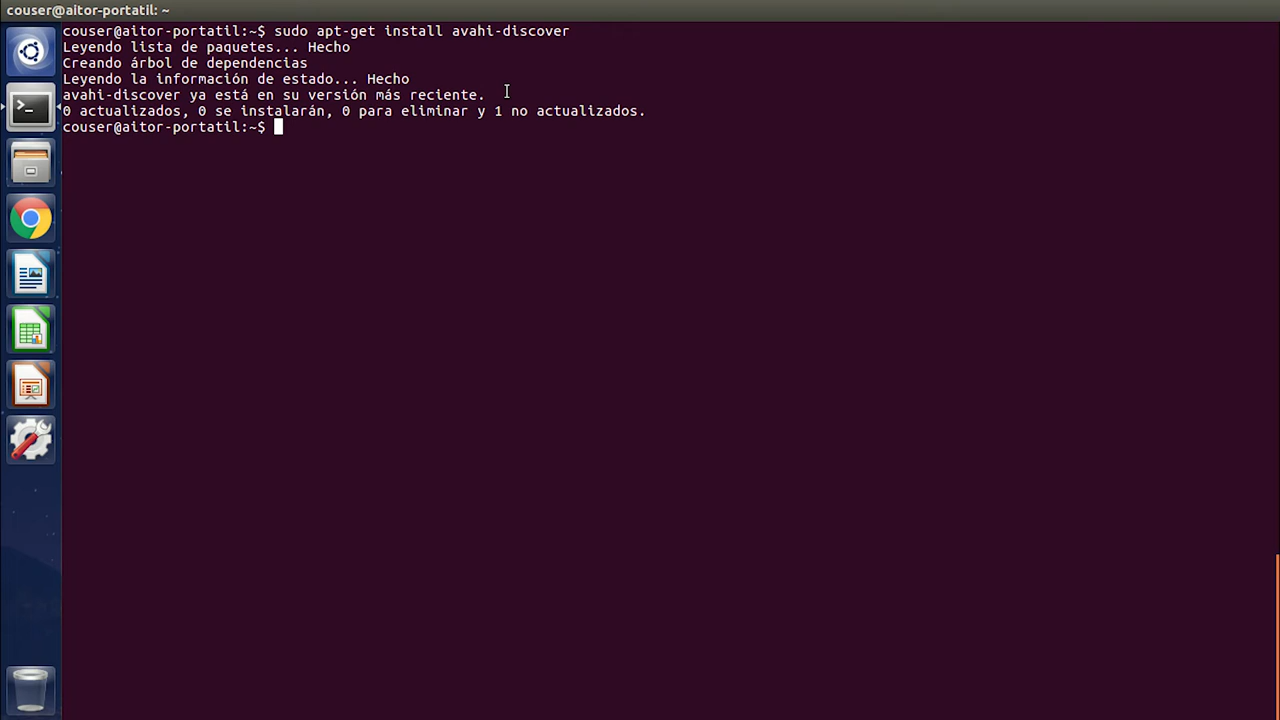 couser@aitor-portatil: ~
couser@aitor-portatil:~$ sudo apt-get install avahi-discover
Leyendo lista de paquetes... Hecho
Creando árbol de dependencias
Leyendo la información de estado... Hecho
avahi-discover ya está en su versión más reciente.
0 actualizados, 0 se instalarán, 0 para eliminar y 1 no actualizados.
couser@aitor-portatil:~$